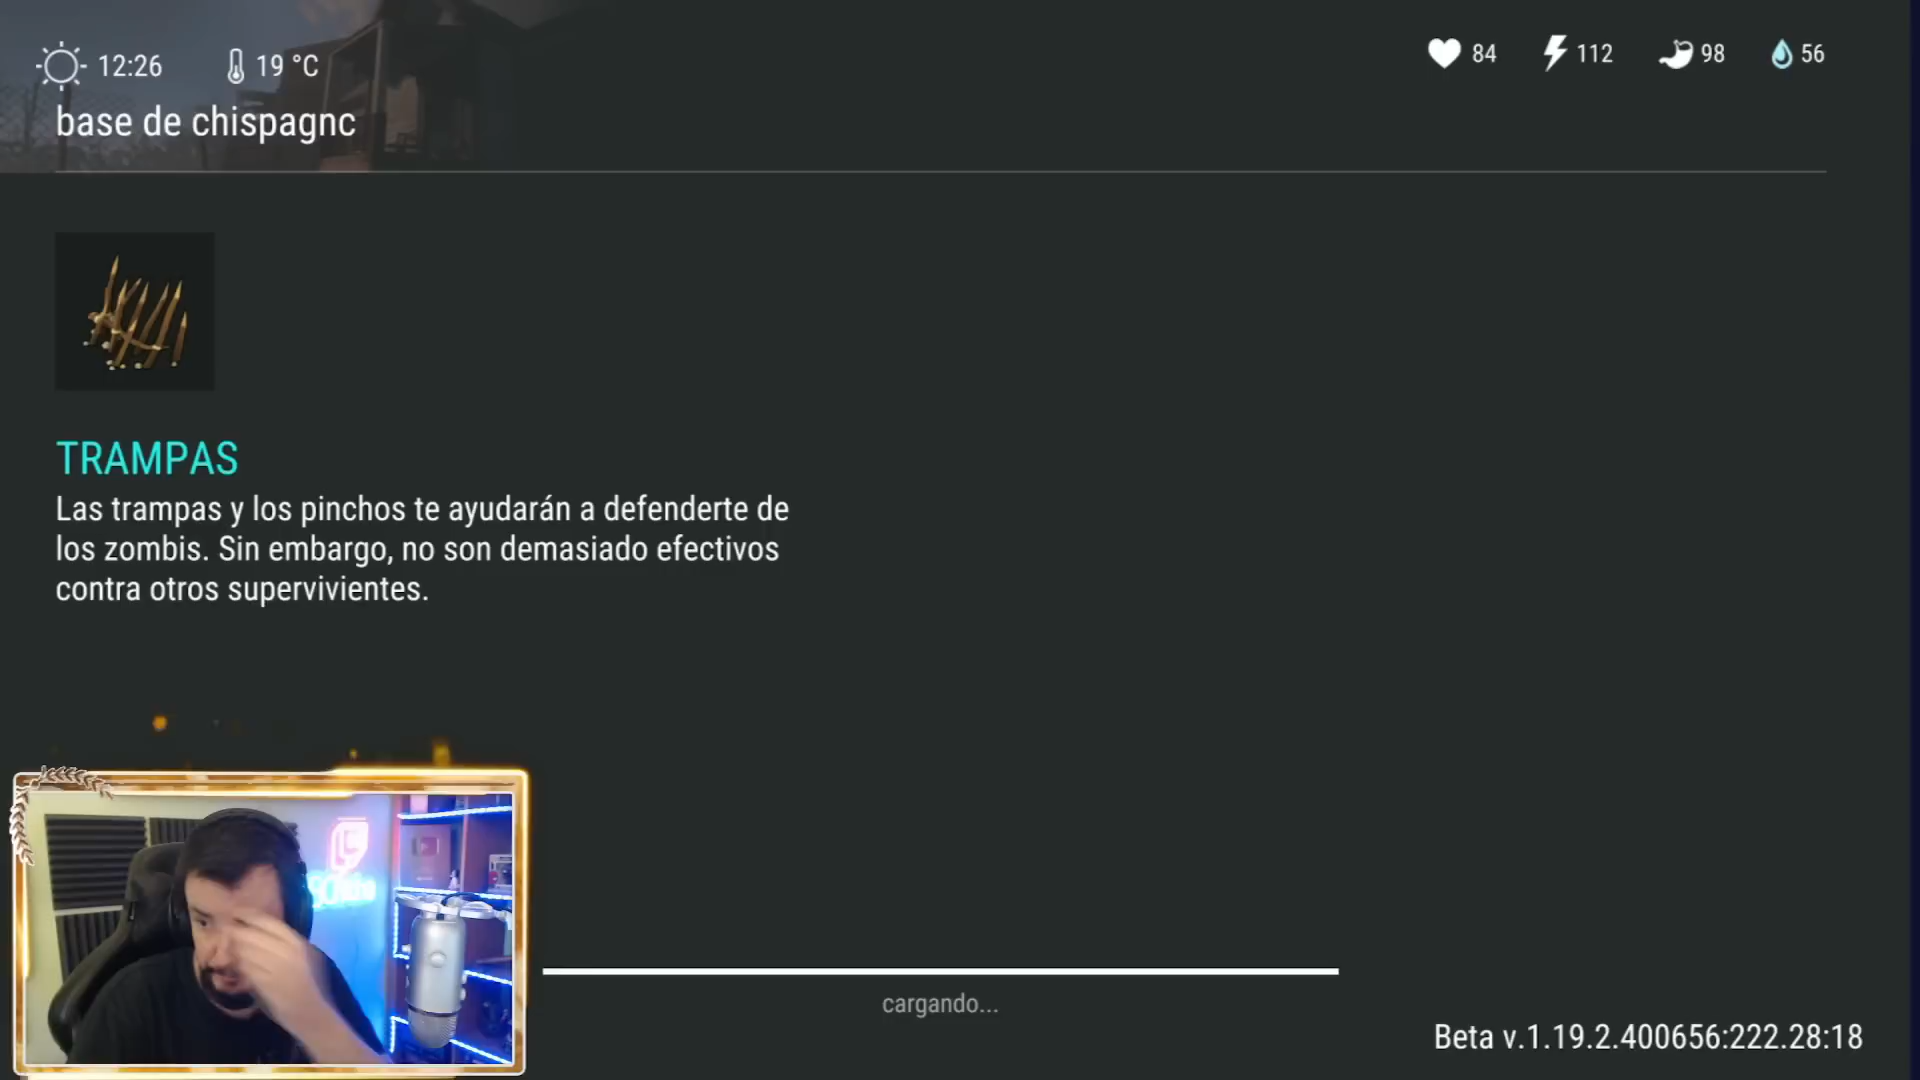 12:26
19 °C
84
112
98
56
base de chispagnc
TRAMPAS
Las trampas y los pinchos te ayudarán a defenderte de
los zombis. Sin embargo, no son demasiado efectivos
contra otros supervivientes.
cargando...
Beta v.1.19.2.400656:222.28:18